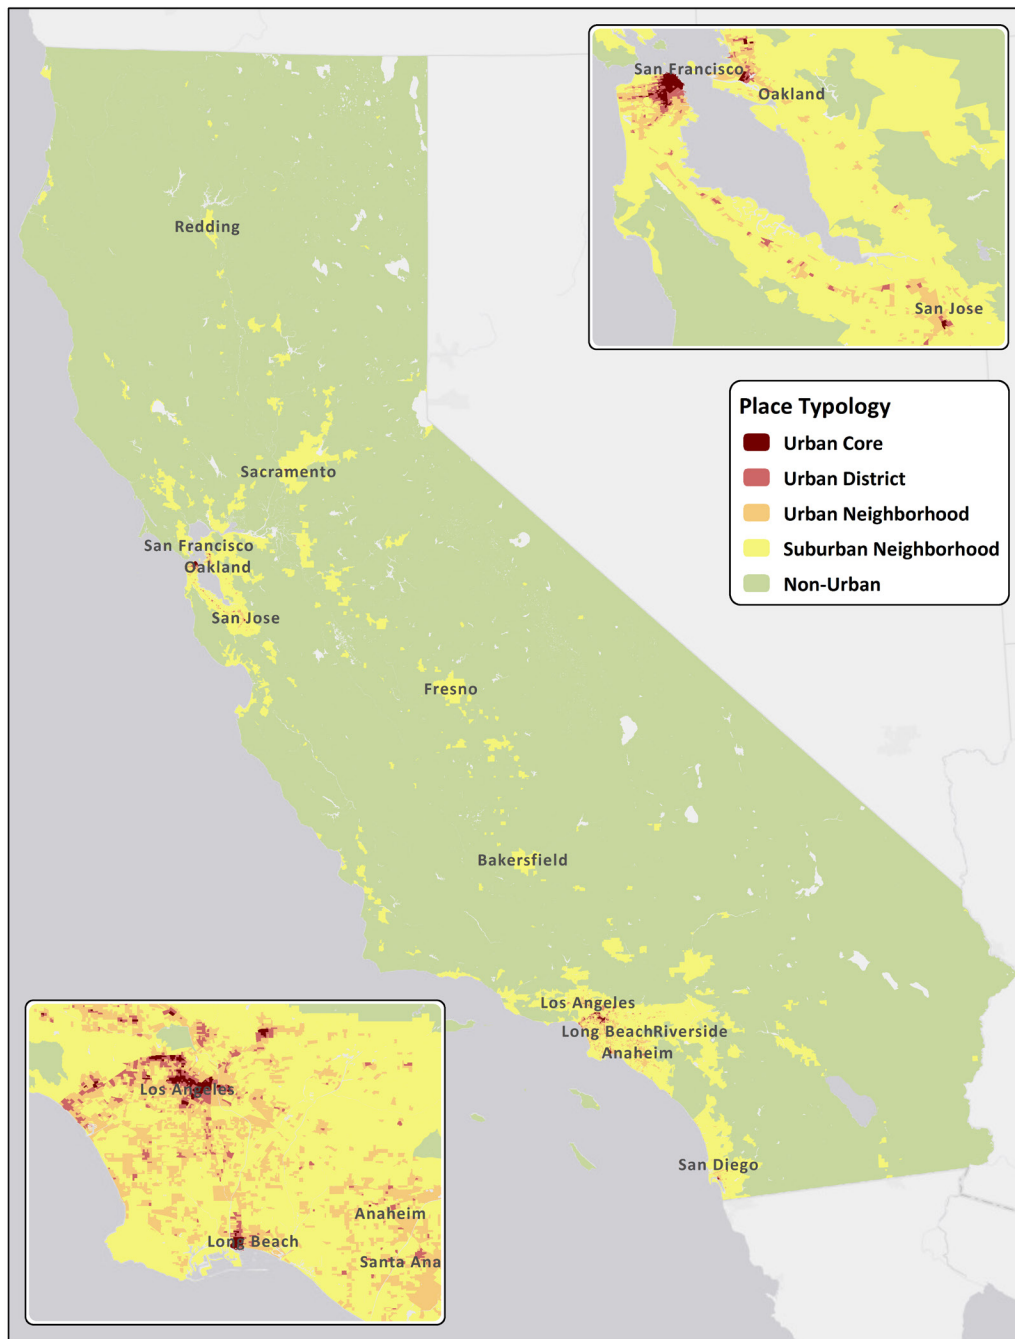 San Francisco
Oakland
San Jose
Redding
Place Typology
Urban Core
Urban District
Urban Neighborhood
Suburban Neighborhood
Non-Urban
Sacramento
San Francisco
Oakland
San Jose
Fresno
Bakersfield
Los Angeles
Long Beach Riverside
Anaheim
San Diego
Los Angeles
Anaheim
Long Beach
Santa Ana